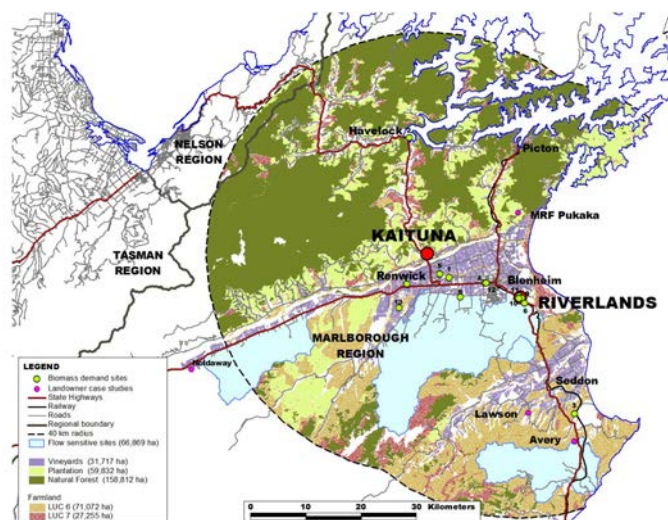 Havelock
Picton
NELSON
REGION
MRF Pukaka
KAITUNA
TASMAN
REGION
Renwick
Blenheim
RIVERLANDS
12
MARLBOROUGH
REGION
Holdaway
Seddon
Lawson
Avery
LEGEND
Biomass demand sites
Landowner case studies
State Highways
Railway
Roads
Regional boundary
40 km radius
Flow sensitive sites (66,869 ha)
Vineyards (31,717 ha)
Plantation (59,832 ha)
Natural Forest (158,812 ha)
Farmland
LUC 6 (71,072 ha)
LUC 7 (27,255 ha)
0 10 20 30 Kilometers